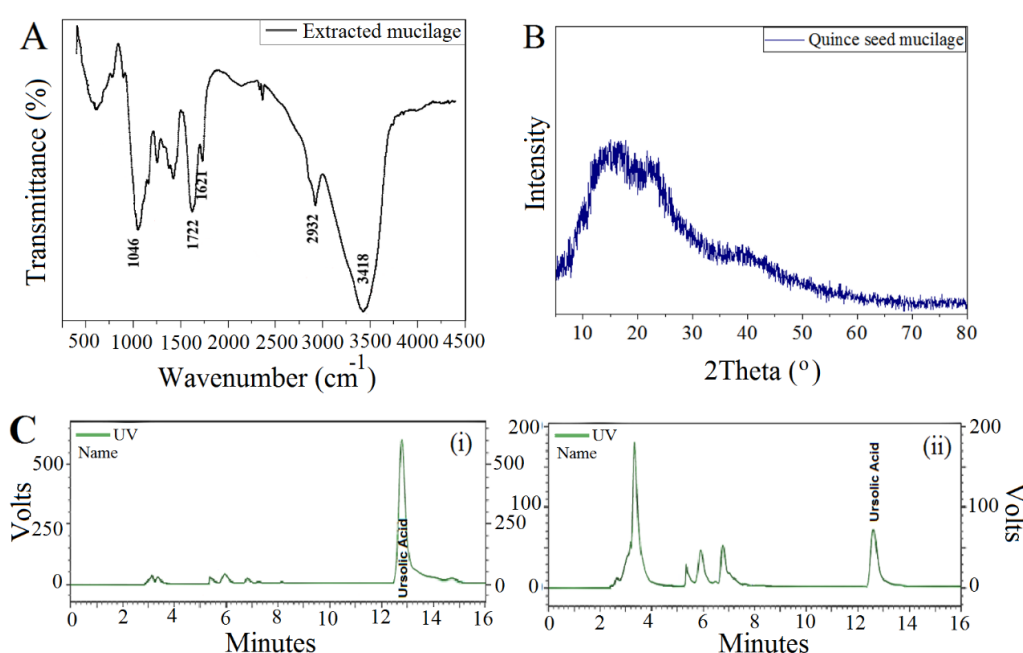 A
Extracted mucilage
Transmittance (%)
1046
1722
1621
2932
3418
500 1000 1500 2000 2500 3000 3500 4000 4500
Wavenumber (cm-1)
B
Quince seed mucilage
Intensity
10 20 30 40 50 60 70 80
2Theta (o)
C
UV
Name
(i)
Volts
500
250
0
500
250
0
Ursolic Acid
0 2 4 6 8 10 12 14 16
Minutes
UV
Name
(ii)
200
100
0
200
100
0
Volts
Ursolic Acid
0 2 4 6 8 10 12 14 16
Minutes